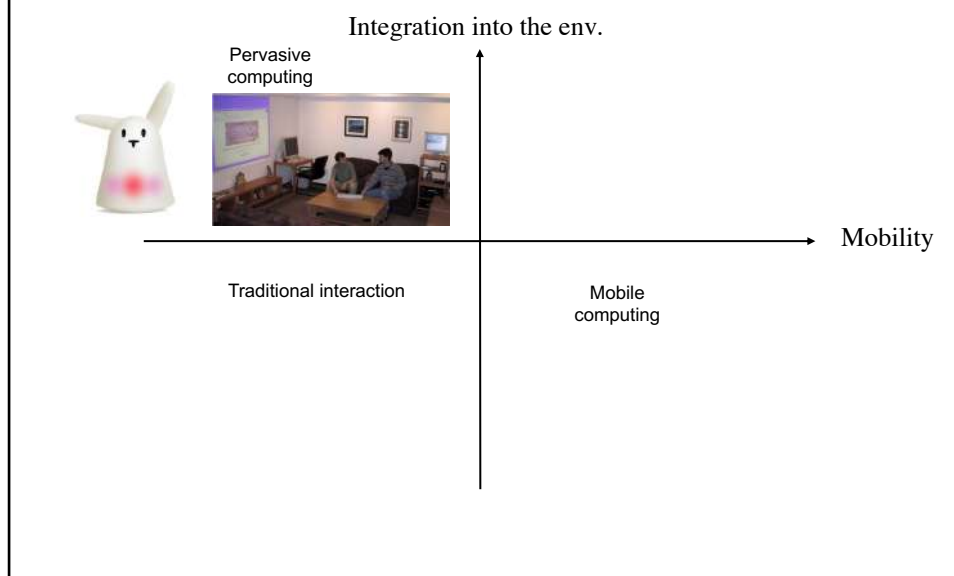 Integration into the env.
Pervasive
computing
Mobility
Traditional interaction
Mobile
computing